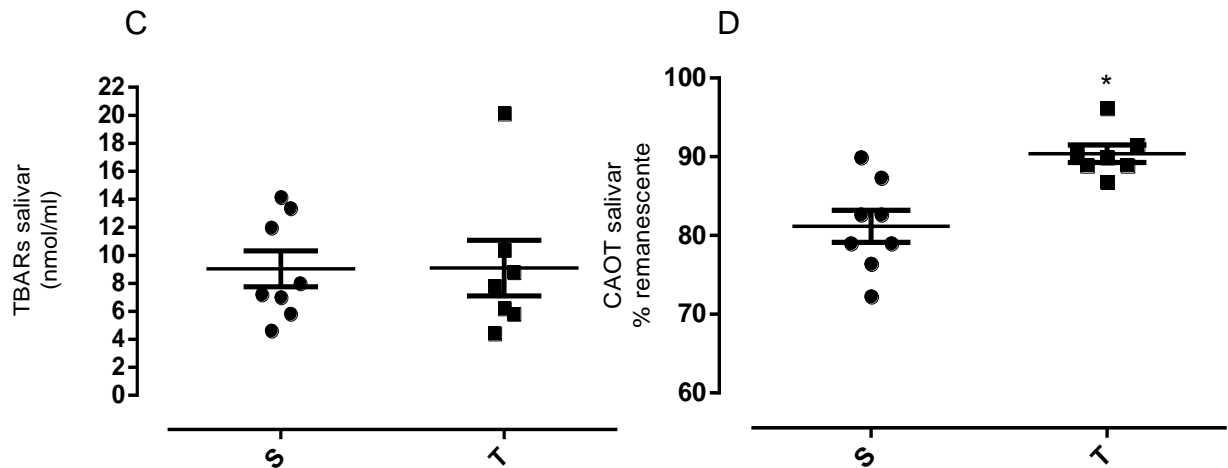 C
TBARs salivar
(nmol/ml)
22
20
18
16
14
12
10
8
6
4
2
0
S
T
D
CAOT salivar
% remanescente
100
90
80
70
60
*
S
T